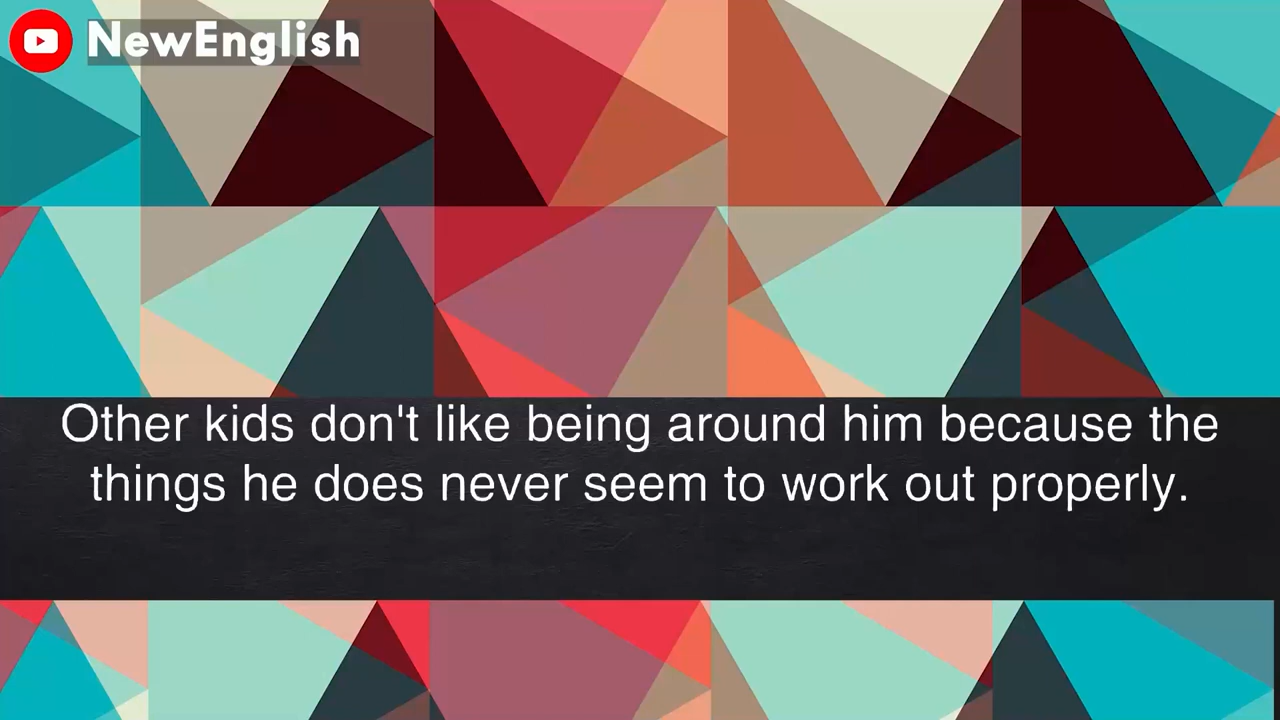 NewEnglish
Other kids don't like being around him because the
things he does never seem to work out properly.